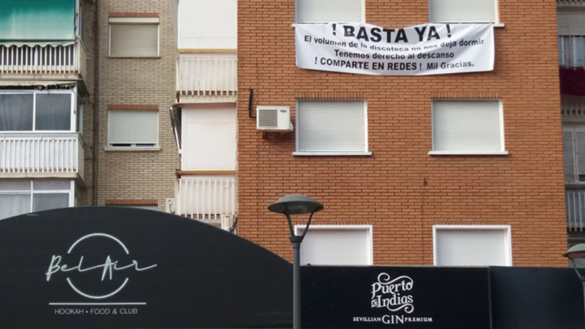 ! BASTA YA !
El volumen de la discoteca no nos deja dormir
Tenemos derecho al descanso
! COMPARTE EN REDES ! Mil Gracias.
Bel Air
HOOKAH • FOOD & CLUB
Puerto
de Indias
SEVILLIAN GIN PREMIUM